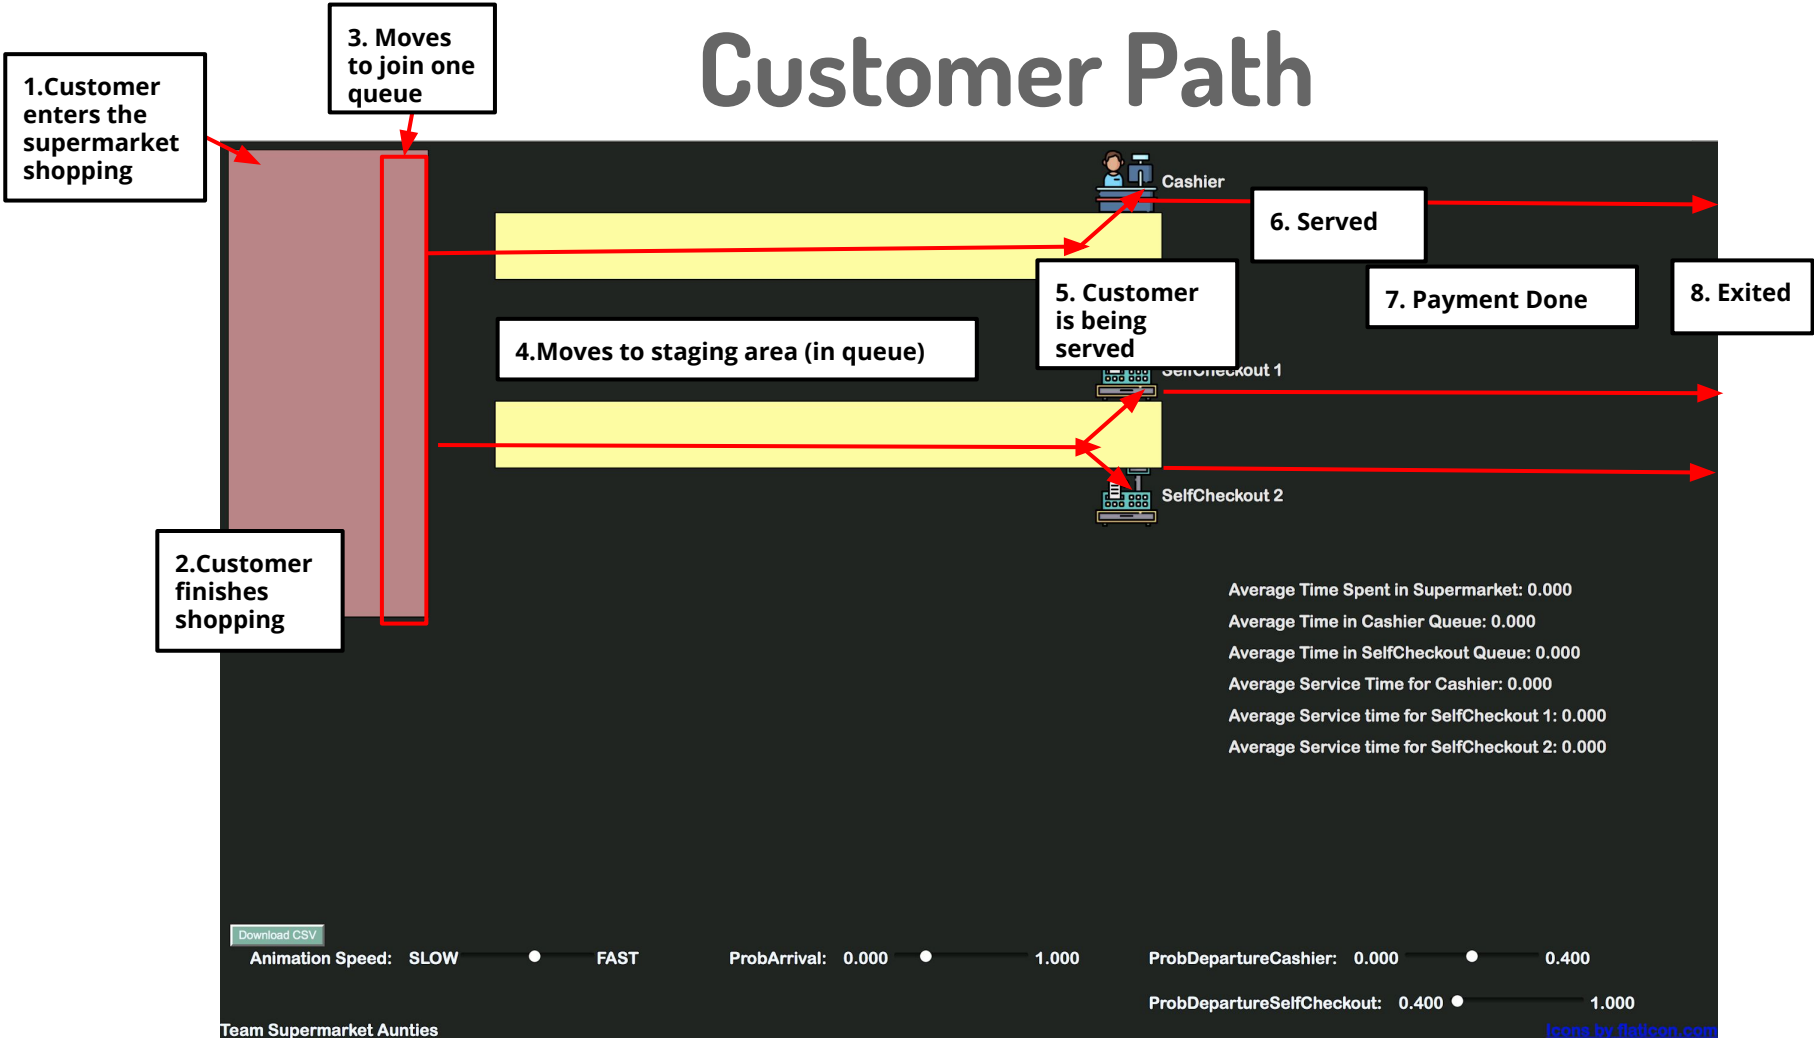 Customer Path
1.Customer
enters the
supermarket
shopping
3. Moves
to join one
queue
Cashier
6. Served
7. Payment Done
8. Exited
5. Customer
is being
served
4.Moves to staging area (in queue)
SelfCheckout 1
SelfCheckout 2
2.Customer
finishes
shopping
Average Time Spent in Supermarket: 0.000
Average Time in Cashier Queue: 0.000
Average Time in SelfCheckout Queue: 0.000
Average Service Time for Cashier: 0.000
Average Service time for SelfCheckout 1: 0.000
Average Service time for SelfCheckout 2: 0.000
Download CSV
Animation Speed: SLOW FAST
ProbArrival: 0.000 1.000
ProbDepartureCashier: 0.000 0.400
ProbDepartureSelfCheckout: 0.400 1.000
Team Supermarket Aunties
Icons by flaticon.com